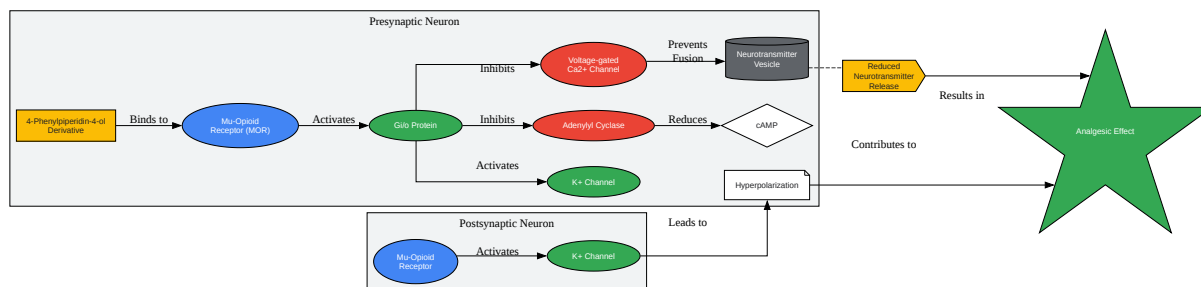 Presynaptic Neuron
4-Phenylpiperidin-4-ol
Derivative
Binds to
Mu-Opioid
Receptor (MOR)
Activates
Gi/o Protein
Inhibits
Voltage-gated
Ca2+ Channel
Prevents
Fusion
Neurotransmitter
Vesicle
Reduced
Neurotransmitter
Release
Results in
Analgesic Effect
Inhibits
Adenylyl Cyclase
Reduces
cAMP
Activates
K+ Channel
Hyperpolarization
Contributes to
Postsynaptic Neuron
Mu-Opioid
Receptor
Activates
K+ Channel
Leads to